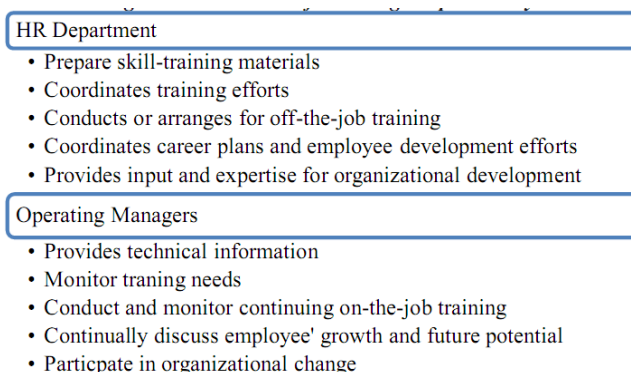 HR Department
• Prepare skill-training materials
• Coordinates training efforts
• Conducts or arranges for off-the-job training
• Coordinates career plans and employee development efforts
• Provides input and expertise for organizational development
Operating Managers
• Provides technical information
• Monitor traning needs
• Conduct and monitor continuing on-the-job training
• Continually discuss employee' growth and future potential
• Particpate in organizational change